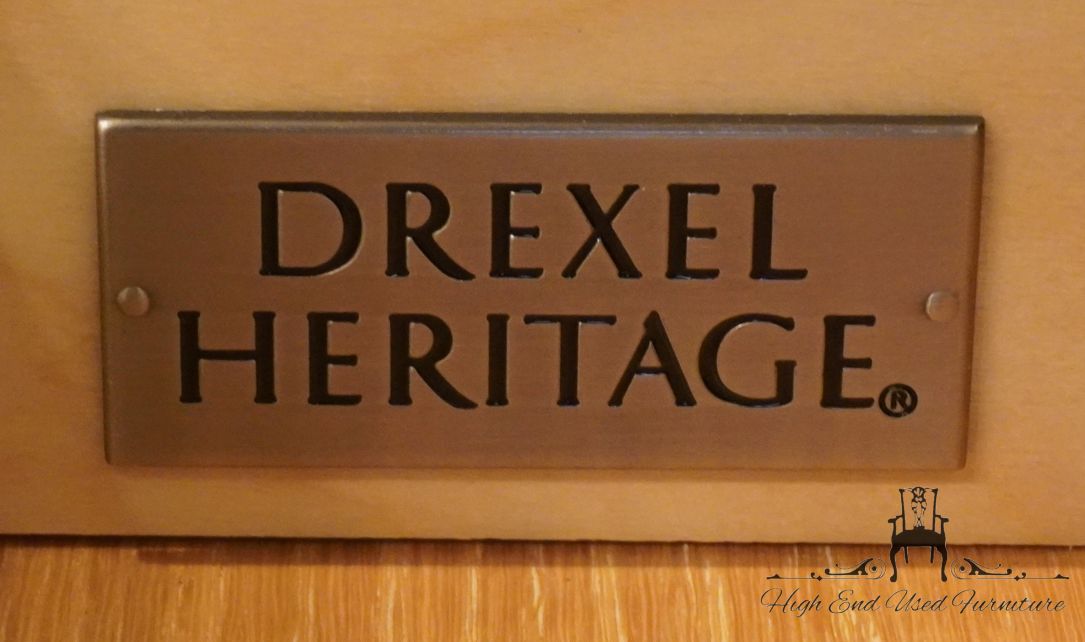 DREXEL
HERITAGE®
High End Used Furniture